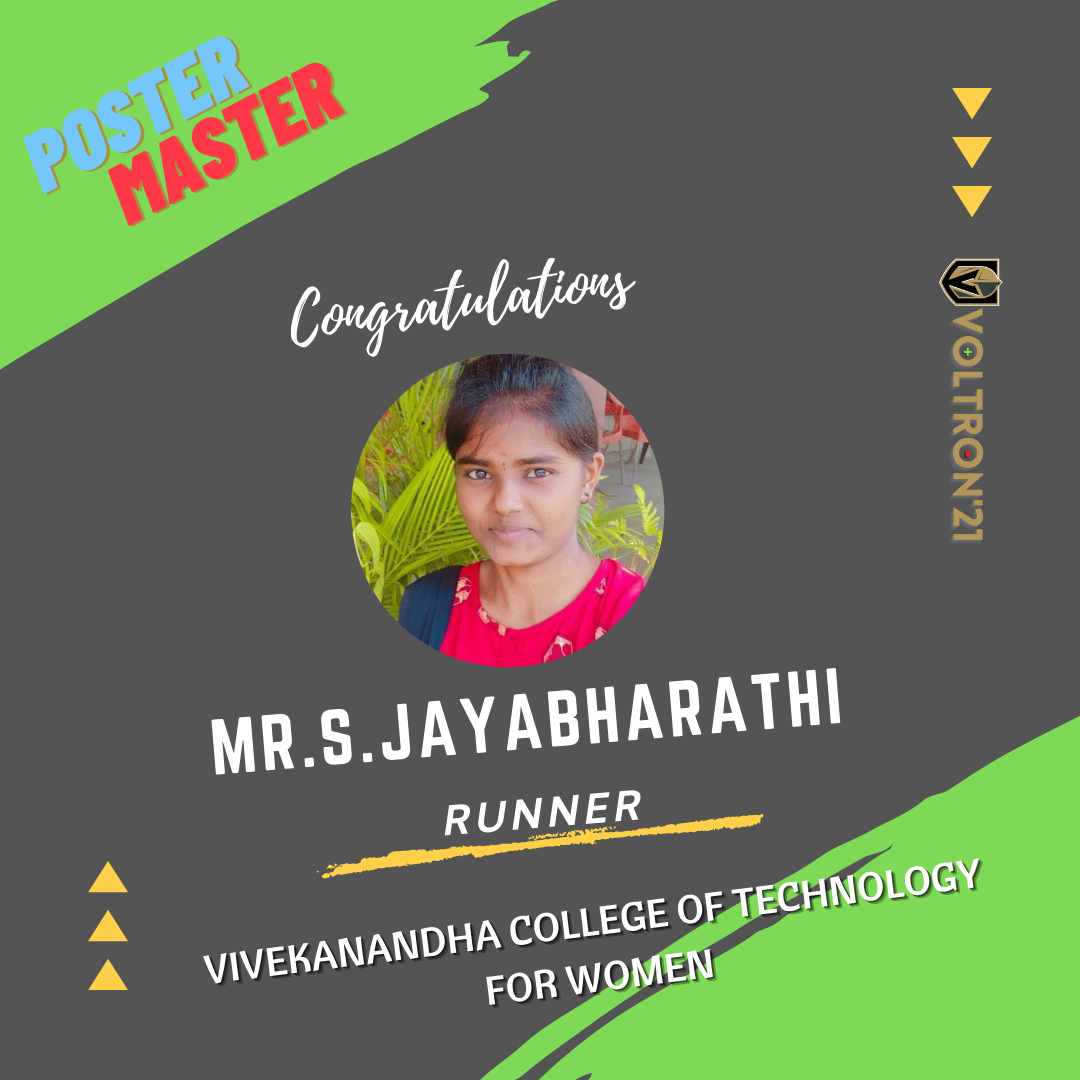 POSTER
MASTER
Congratulations
VOLTRON'21
MR.S.JAYABHARATHI
RUNNER
VIVEKANANDHA COLLEGE OF TECHNOLOGY
FOR WOMEN